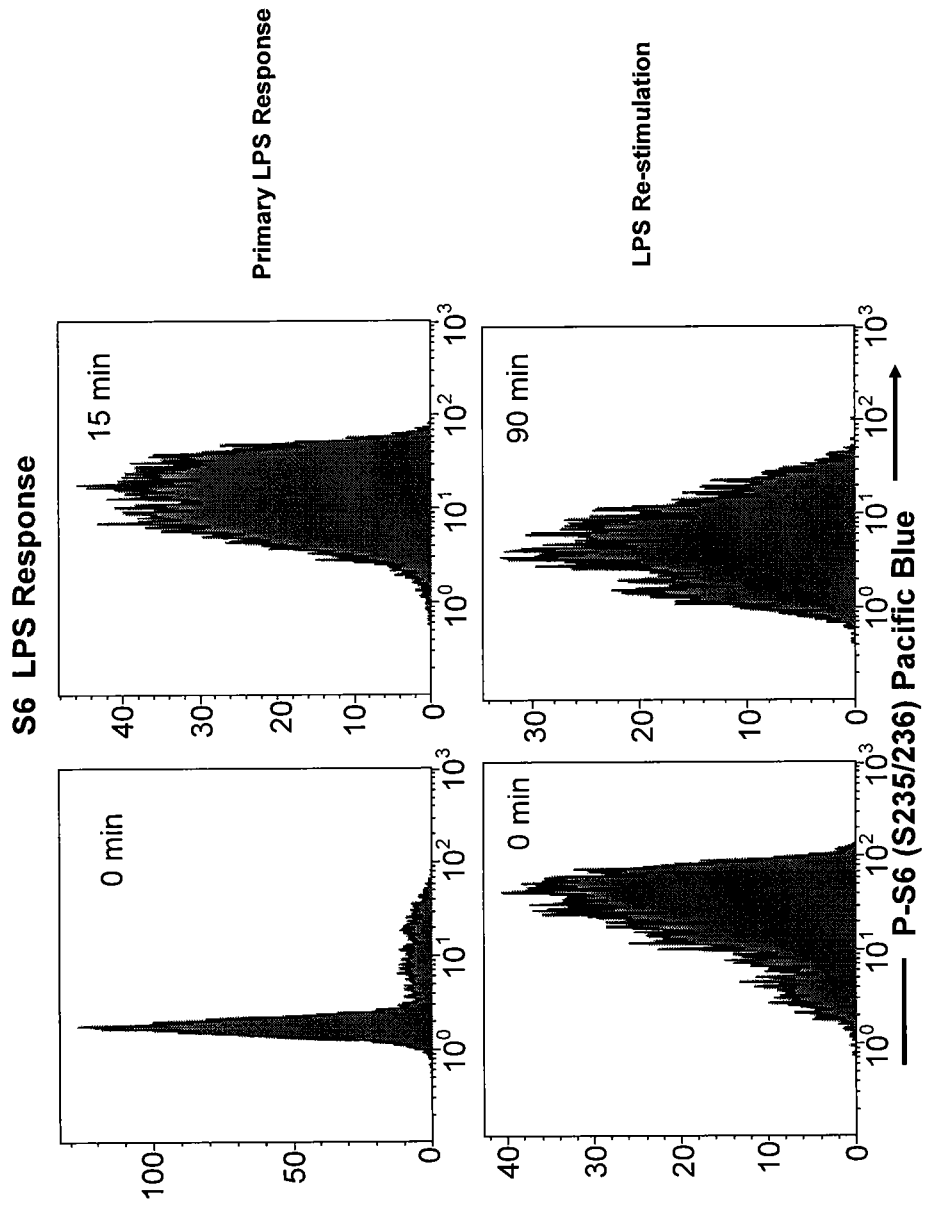 S6 LPS Response
0 min
100
50
0
10^0 10^1 10^2 10^3
15 min
40
30
20
10
0
10^0 10^1 10^2 10^3
Primary LPS Response
0 min
40
30
20
10
0
10^0 10^1 10^2 10^3
90 min
30
20
10
0
10^0 10^1 10^2 10^3
LPS Re-stimulation
P-S6 (S235/236) Pacific Blue